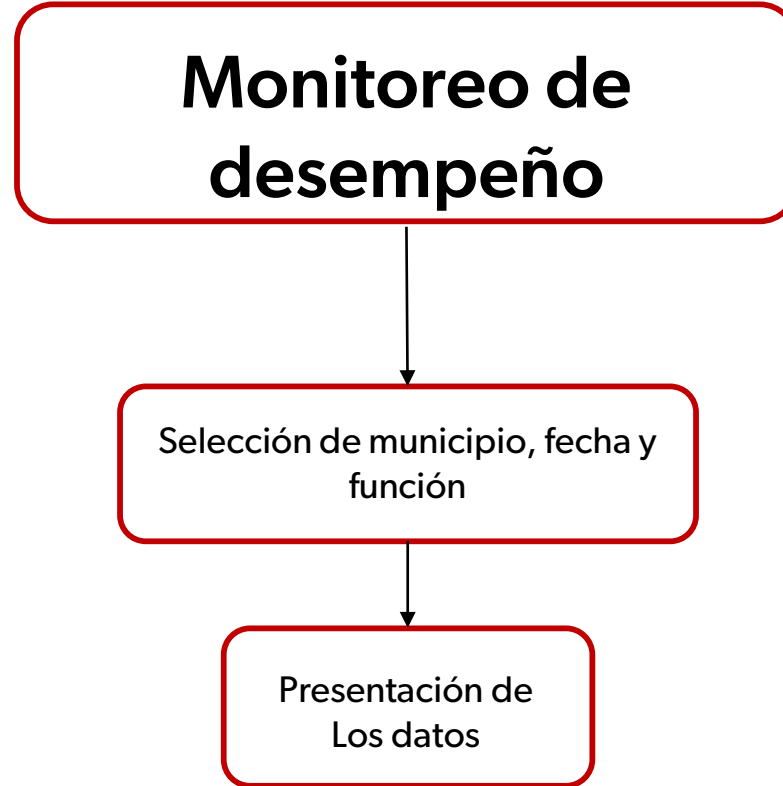 Monitoreo de
desempeño
Selección de municipio, fecha y
función
Presentación de
Los datos